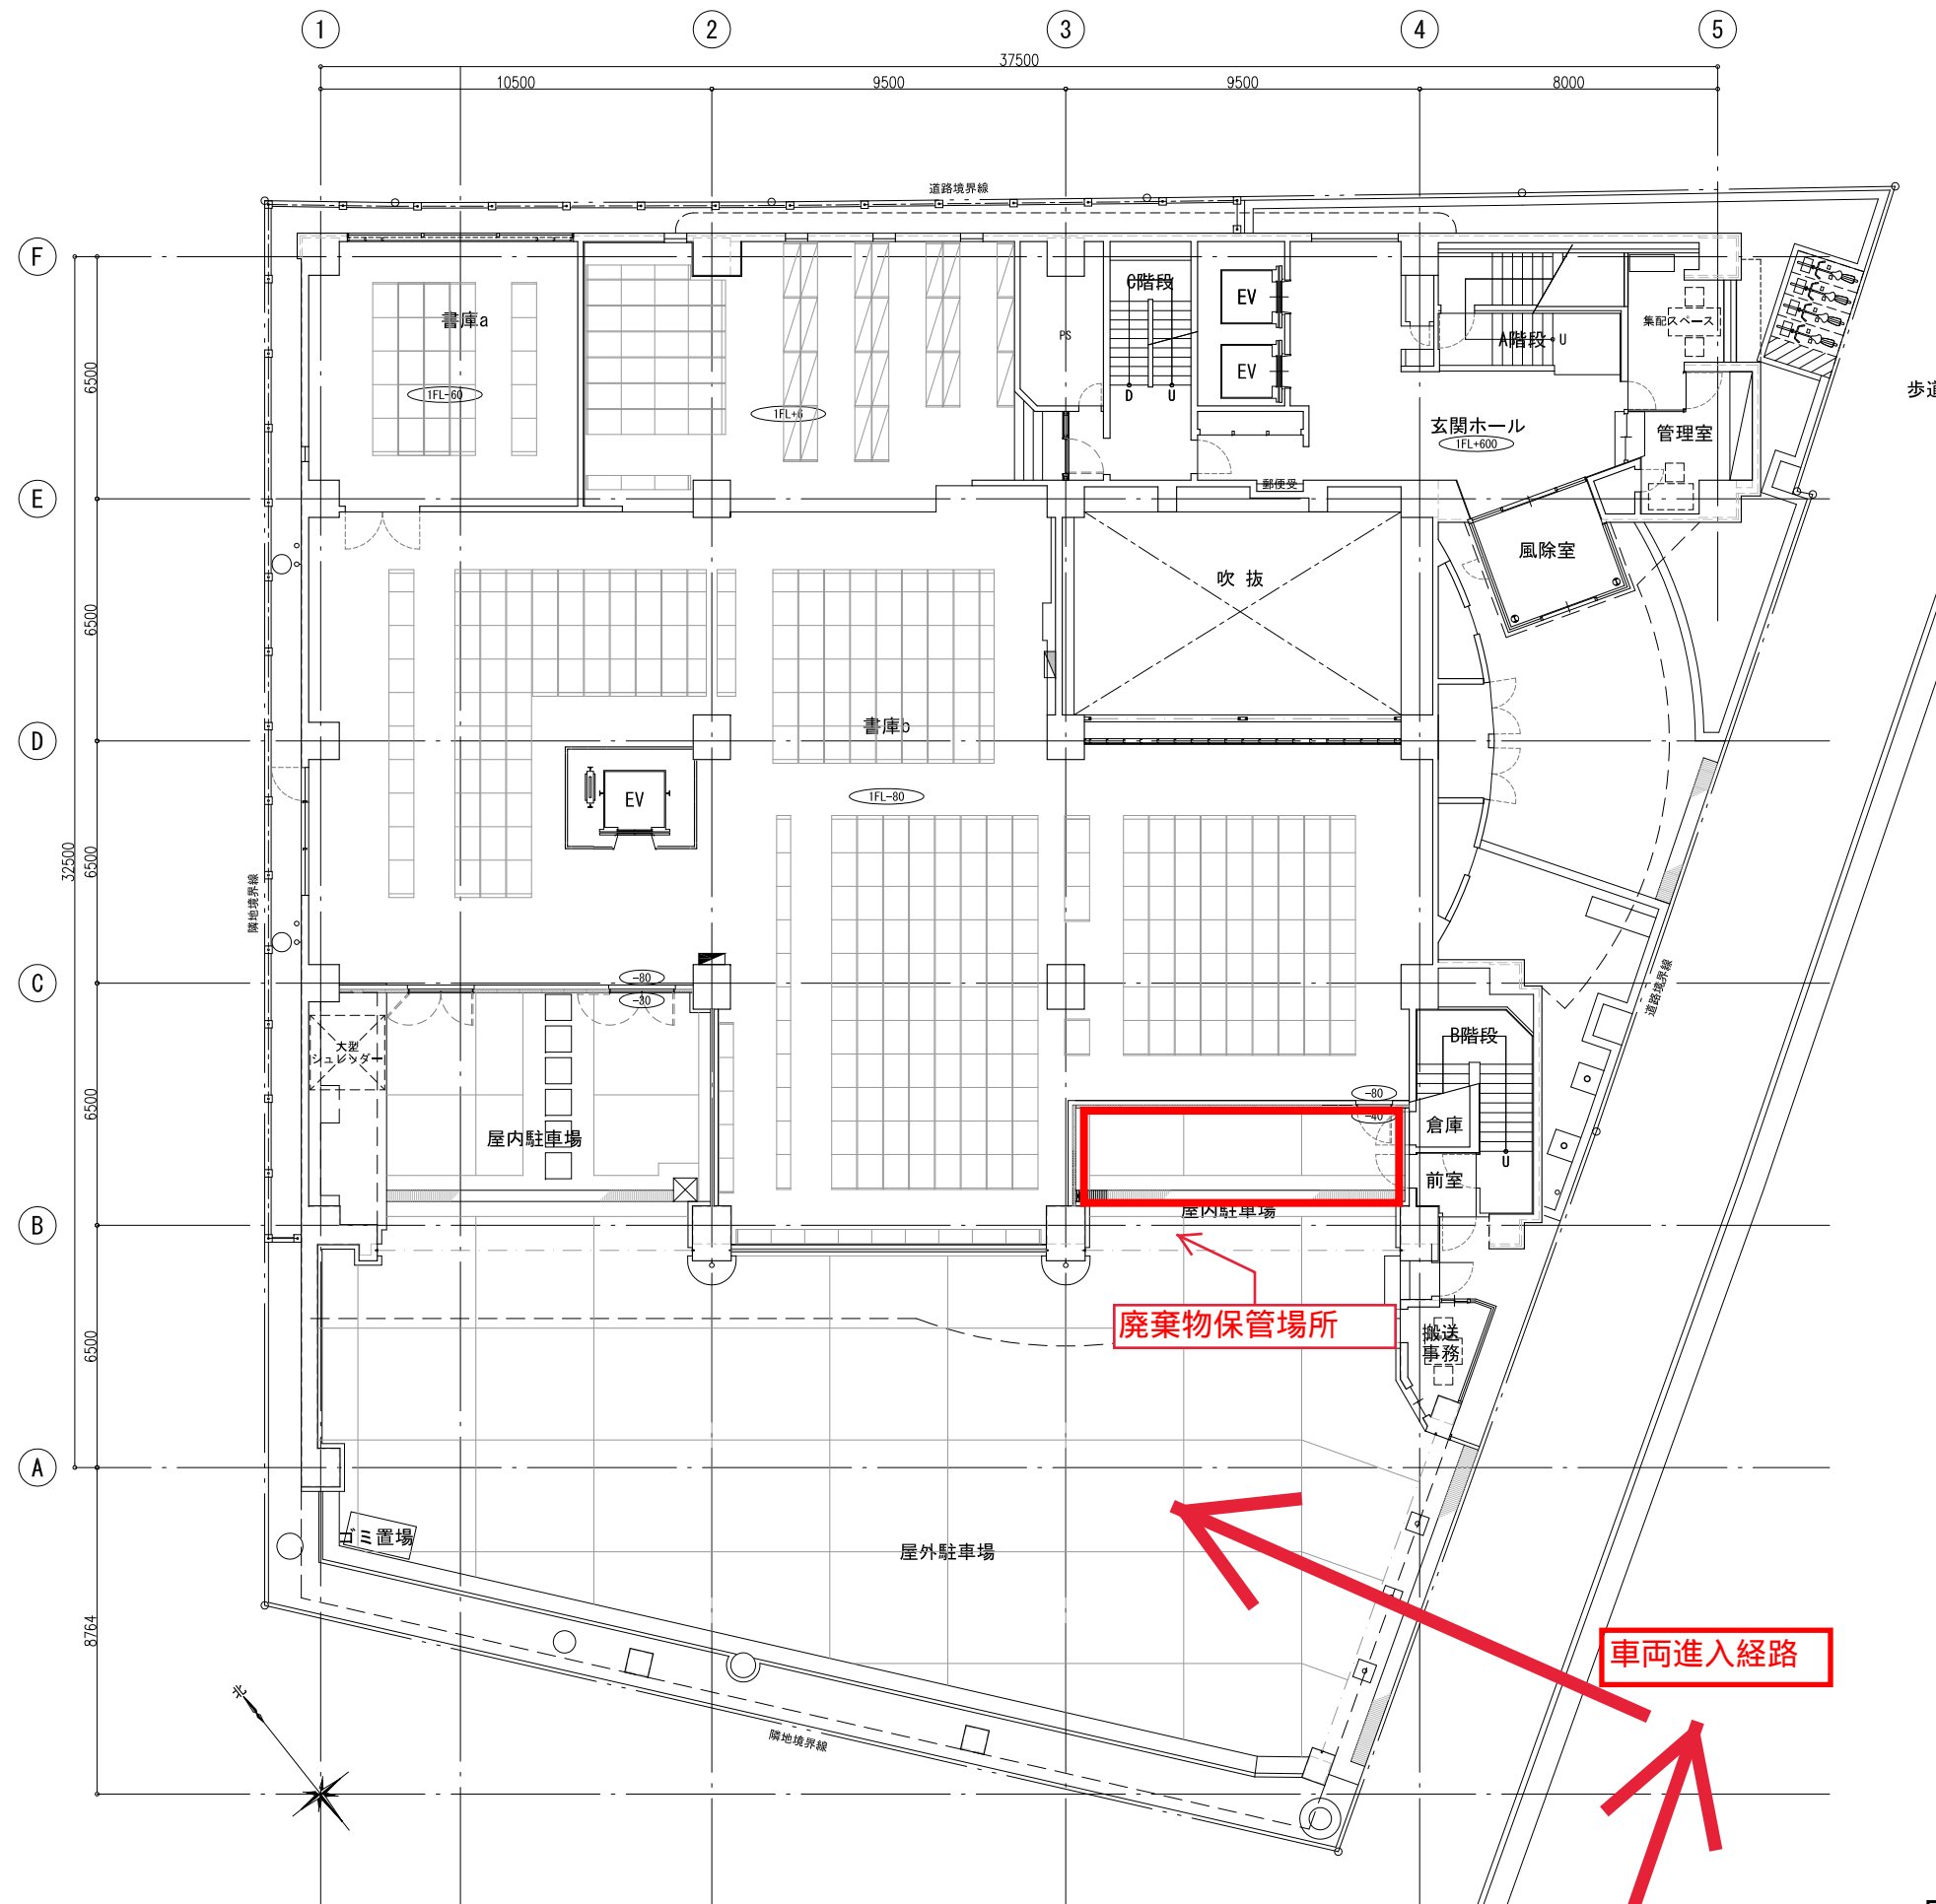 1
2
3
4
5
37500
10500
9500
9500
8000
道路境界線
F
書庫a
1FL-60
C階段
EV
EV
PS
D
U
A階段
U
集配スペース
歩道
玄関ホール
1FL+600
管理室
郵便受
6500
E
風除室
吹 抜
6500
D
書庫b
EV
1FL-80
32500
6500
隣地境界線
道路境界線
C
-80
-30
大型
シュレッダー
B階段
-80
-40
倉庫
6500
屋内駐車場
前室
U
B
屋内駐車場
廃棄物保管場所
搬送
事務
6500
A
ゴミ置場
屋外駐車場
8764
車両進入経路
北
隣地境界線